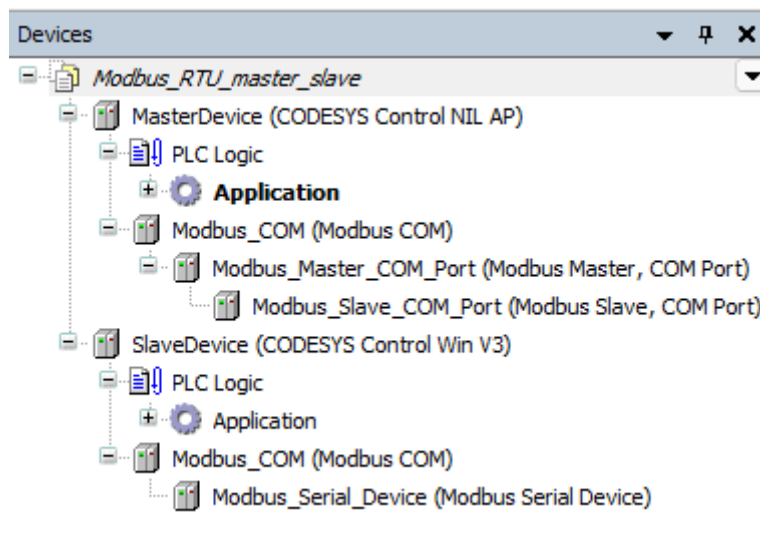 Devices
Modbus_RTU_master_slave
MasterDevice (CODESYS Control NIL AP)
PLC Logic
Application
Modbus_COM (Modbus COM)
Modbus_Master_COM_Port (Modbus Master, COM Port)
Modbus_Slave_COM_Port (Modbus Slave, COM Port)
SlaveDevice (CODESYS Control Win V3)
PLC Logic
Application
Modbus_COM (Modbus COM)
Modbus_Serial_Device (Modbus Serial Device)